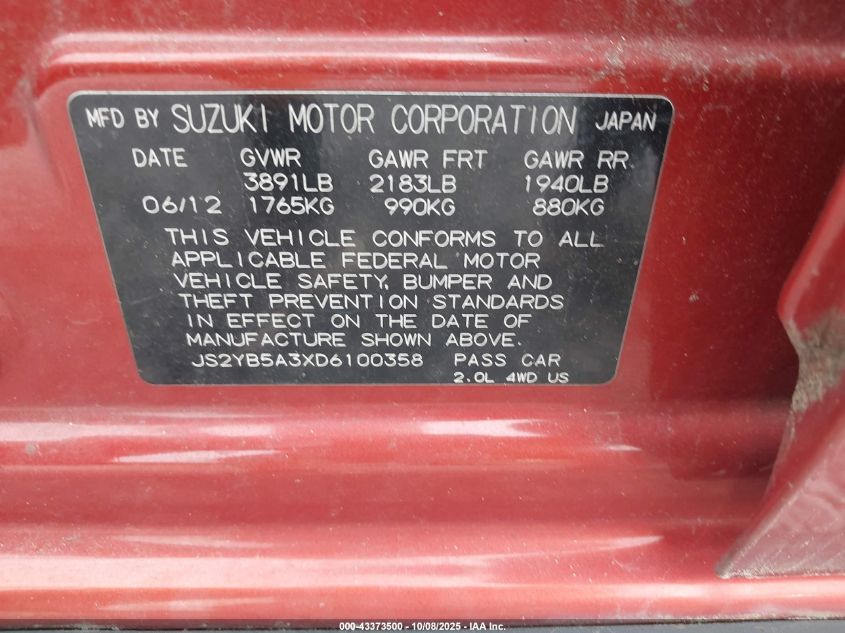 MFD BY SUZUKI MOTOR CORPORATION JAPAN
DATE GVWR GAWR FRT GAWR RR.
3891LB 2183LB 1940LB
06/12 1765KG 990KG 880KG
THIS VEHICLE CONFORMS TO ALL
APPLICABLE FEDERAL MOTOR
VEHICLE SAFETY, BUMPER AND
THEFT PREVENTION STANDARDS
IN EFFECT ON THE DATE OF
MANUFACTURE SHOWN ABOVE.
JS2YB5A3XD6100358 PASS CAR
2.0L 4WD US
000-43373500 - 10/08/2025 - IAA Inc.